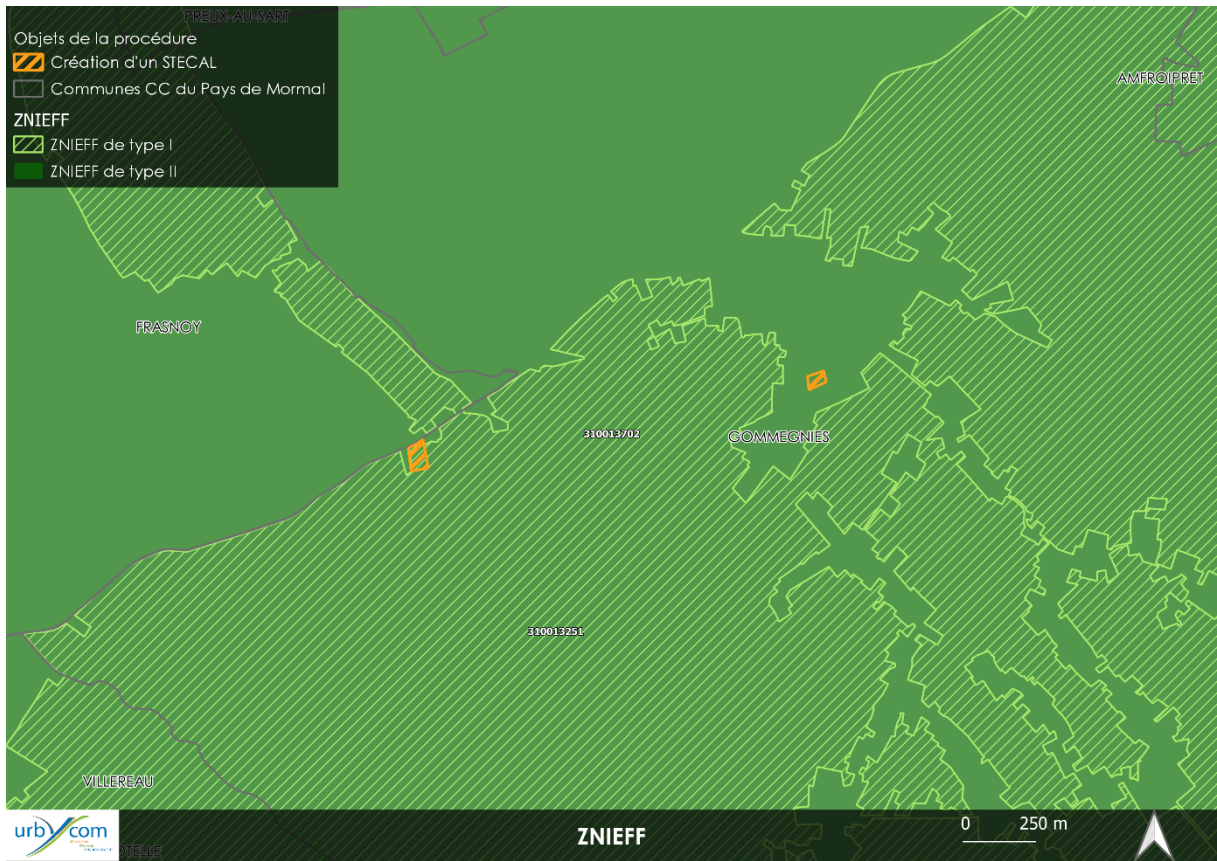 PREUX-AU-SART
Objets de la procédure
Création d'un STECAL
Communes CC du Pays de Mormal
ZNIEFF
ZNIEFF de type I
ZNIEFF de type II
AMFROIPRET
FRASNOY
310013702
GOMMEGNIES
310013251
VILLEREAU
urbycom
OTELLE
ZNIEFF
0 250 m